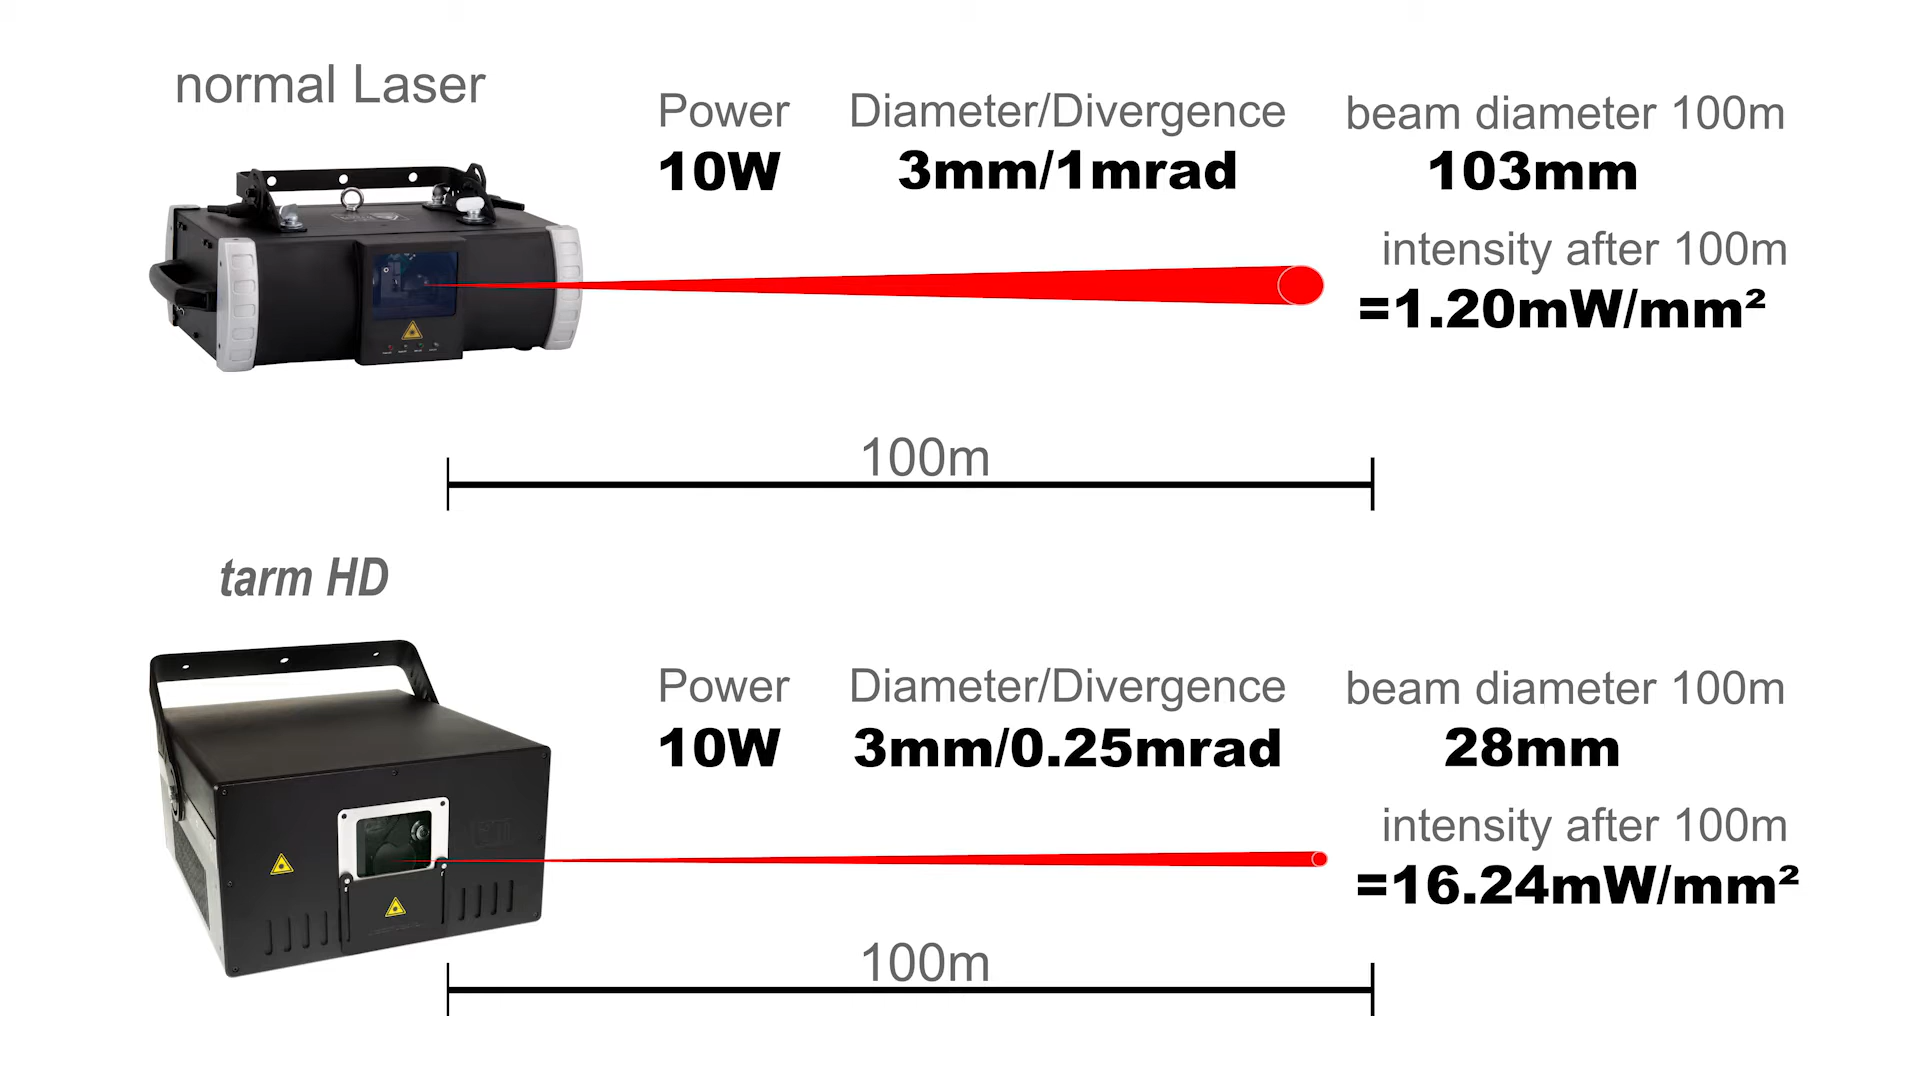 normal Laser
Power
10W
Diameter/Divergence
3mm/1mrad
beam diameter 100m
103mm
intensity after 100m
=1.20mW/mm²
100m
tarm HD
Power
10W
Diameter/Divergence
3mm/0.25mrad
beam diameter 100m
28mm
intensity after 100m
=16.24mW/mm²
100m